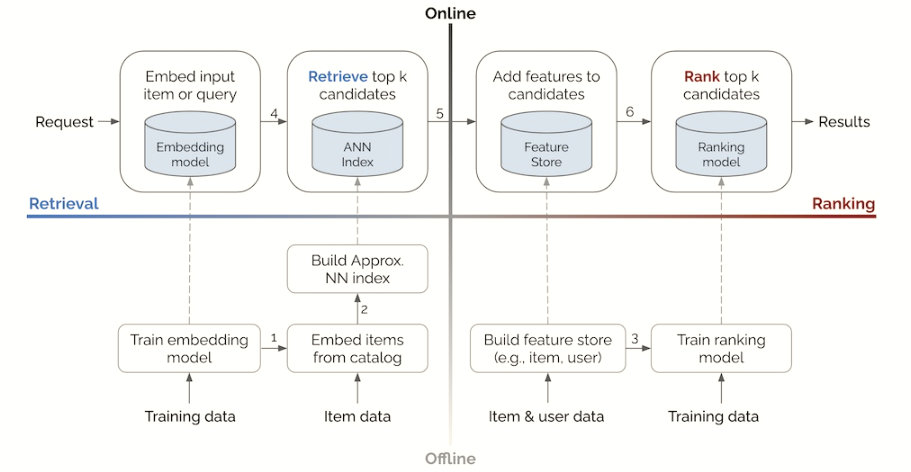 Online
Embed input
item or query
Embedding
model
Retrieve top k
candidates
ANN
Index
Add features to
candidates
Feature
Store
Rank top k
candidates
Ranking
model
Request
4
5
6
Results
Retrieval
Ranking
Build Approx.
NN index
2
Train embedding
model
1
Embed items
from catalog
Build feature store
(e.g., item, user)
3
Train ranking
model
Training data
Item data
Item & user data
Training data
Offline